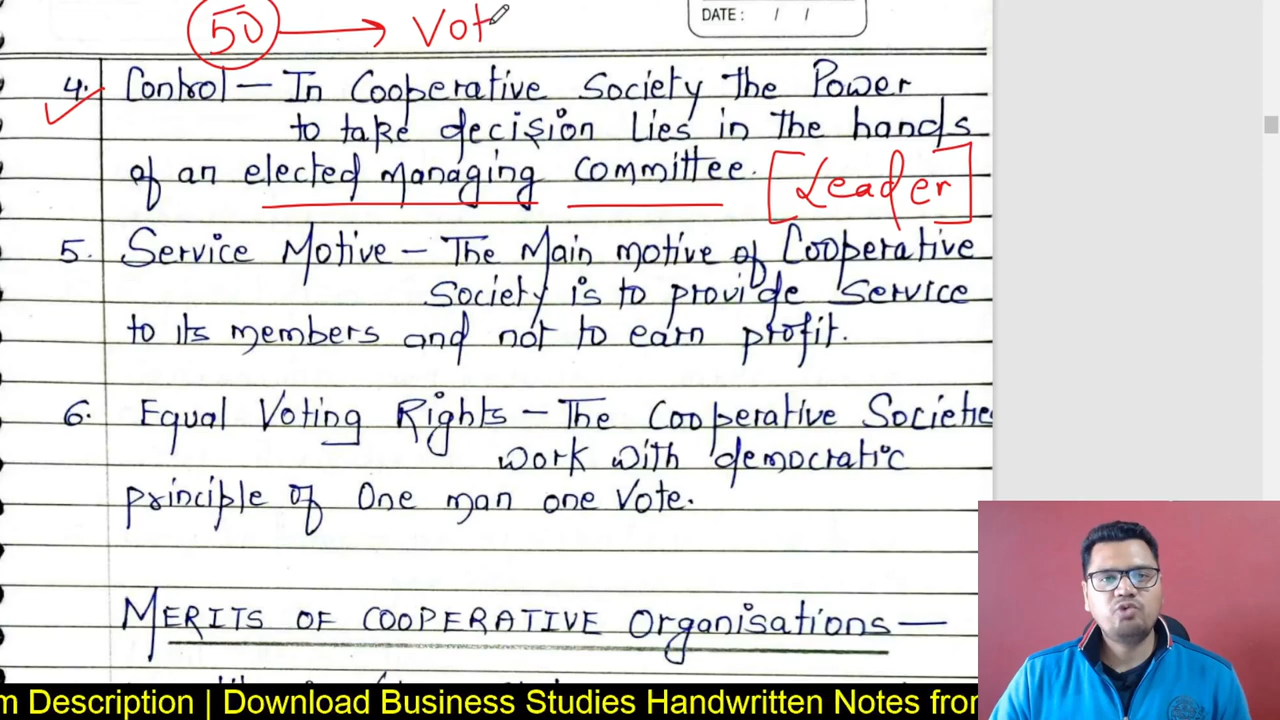 50 → Vot
DATE: / /
4. Control – In Cooperative Society the Power
to take decision lies in the hands
of an elected managing committee. [Leader]
5. Service Motive – The Main motive of Cooperative
Society is to provide service
to its members and not to earn profit.
6. Equal Voting Rights – The Cooperative Societie
work with democratic
principle of One man one Vote.
MERITS OF COOPERATIVE Organisations –
m Description | Download Business Studies Handwritten Notes from